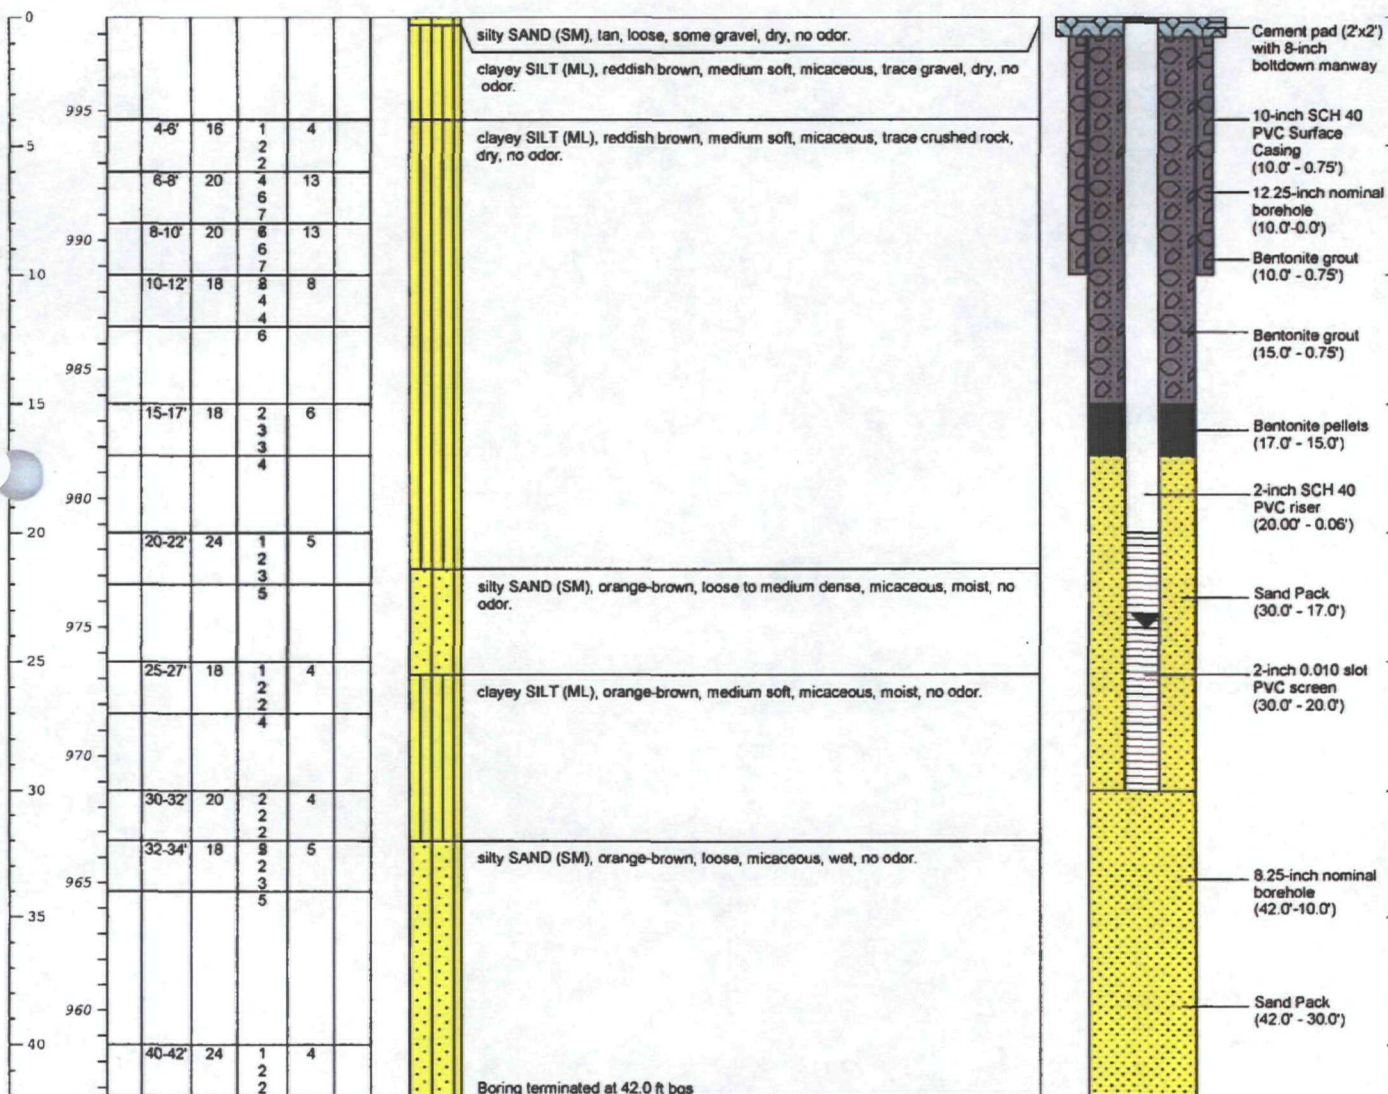 0
silty SAND (SM), tan, loose, some gravel, dry, no odor.
clayey SILT (ML), reddish brown, medium soft, micaceous, trace gravel, dry, no
odor.
995
4-6' 16 1 4
2
2
clayey SILT (ML), reddish brown, medium soft, micaceous, trace crushed rock,
dry, no odor.
5
6-8' 20 4 13
6
7
990
8-10' 20 6 13
6
7
10
10-12' 18 8
4
4
6
985
15
15-17' 18 2 6
3
3
4
980
20
20-22' 24 1 5
2
3
5
silty SAND (SM), orange-brown, loose to medium dense, micaceous, moist, no
odor.
975
25
25-27' 18 1 4
2
2
4
clayey SILT (ML), orange-brown, medium soft, micaceous, moist, no odor.
970
30
30-32' 20 2 4
2
2
32-34' 18 5
2
3
5
silty SAND (SM), orange-brown, loose, micaceous, wet, no odor.
965
35
960
40
40-42' 24 1 4
2
2
Boring terminated at 42.0 ft bgs
Cement pad (2'x2')
with 8-inch
boltdown manway
10-inch SCH 40
PVC Surface
Casing
(10.0' - 0.75')
12.25-inch nominal
borehole
(10.0'-0.0')
Bentonite grout
(10.0' - 0.75')
Bentonite grout
(15.0' - 0.75')
Bentonite pellets
(17.0' - 15.0')
2-inch SCH 40
PVC riser
(20.00' - 0.06')
Sand Pack
(30.0' - 17.0')
2-inch 0.010 slot
PVC screen
(30.0' - 20.0')
8.25-inch nominal
borehole
(42.0'-10.0')
Sand Pack
(42.0' - 30.0')